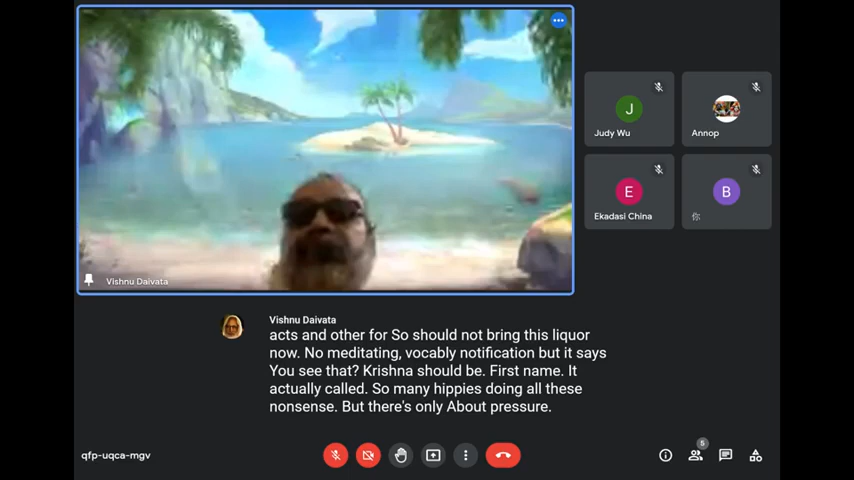 J
Judy Wu
Annop
E
Ekadasi China
B
你
Vishnu Daivata
Vishnu Daivata
acts and other for So should not bring this liquor
now. No meditating, vocably notification but it says
You see that? Krishna should be. First name. It
actually called. So many hippies doing all these
nonsense. But there's only About pressure.
qfp-uqca-mgv
5